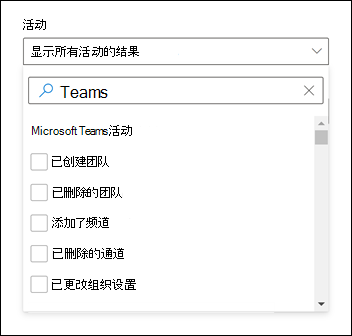 活动
显示所有活动的结果
Teams
Microsoft Teams活动
已创建团队
已删除的团队
添加了频道
已删除的通道
已更改组织设置